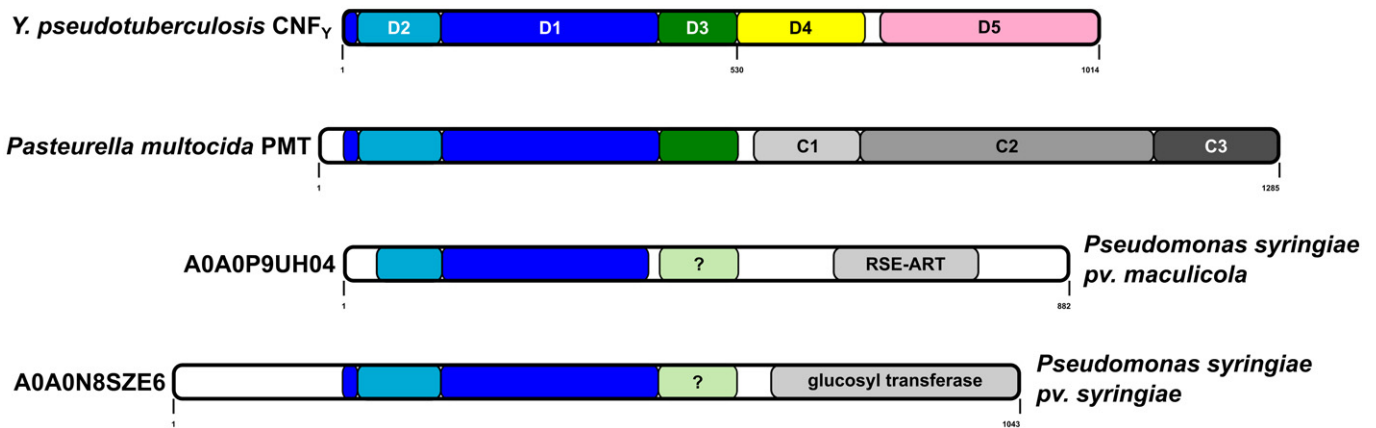 Y. pseudotuberculosis CNFY D2 D1 D3 D4 D5
1 530 1014
Pasteurella multocida PMT C1 C2 C3
1 1285
A0A0P9UH04 ? RSE-ART Pseudomonas syringiae
pv. maculicola
1 882
A0A0N8SZE6 ? glucosyl transferase Pseudomonas syringiae
pv. syringiae
1 1043